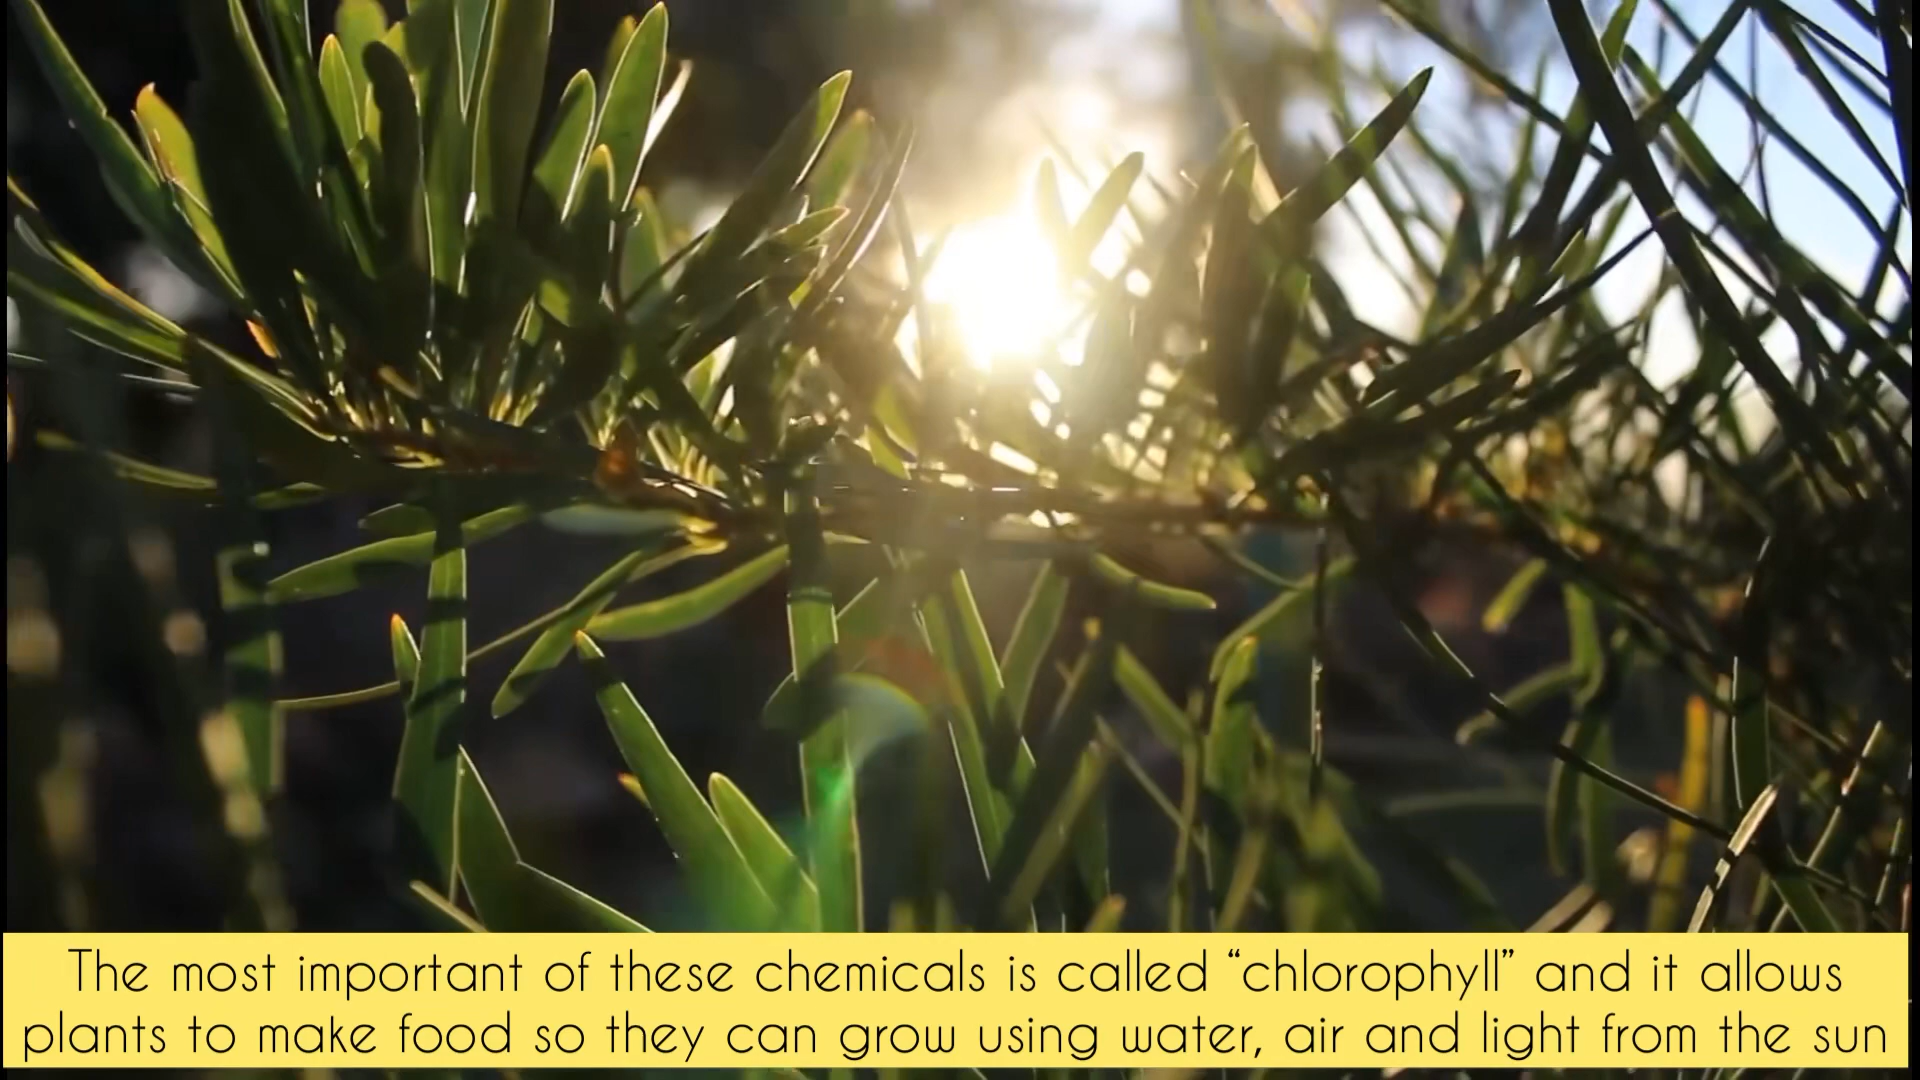 The most important of these chemicals is called “chlorophyll” and it allows
plants to make food so they can grow using water, air and light from the sun